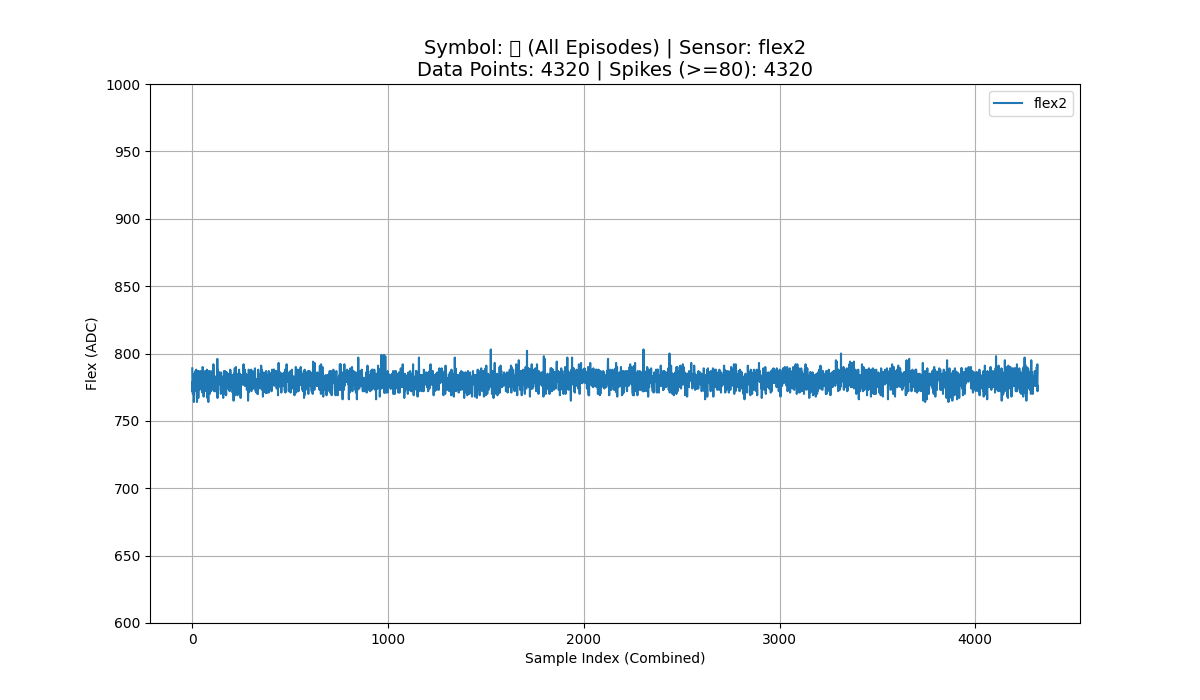 Symbol: (All Episodes) | Sensor: flex2
Data Points: 4320 | Spikes (>=80): 4320
1000
950
900
850
800
750
700
650
600
Flex (ADC)
flex2
0
1000
2000
3000
4000
Sample Index (Combined)